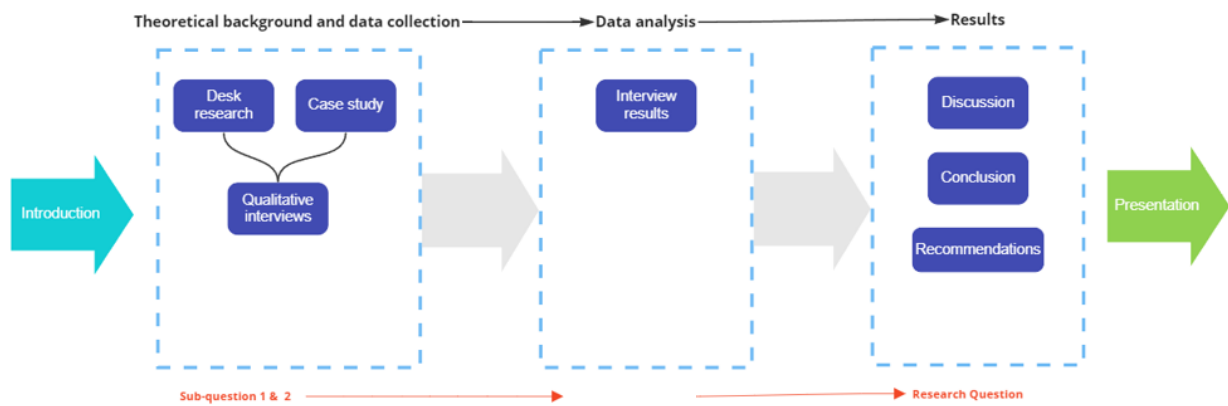 Theoretical background and data collection
Data analysis
Results
Desk
research
Case study
Qualitative
interviews
Interview
results
Discussion
Conclusion
Recommendations
Introduction
Presentation
Sub-question 1 & 2
Research Question